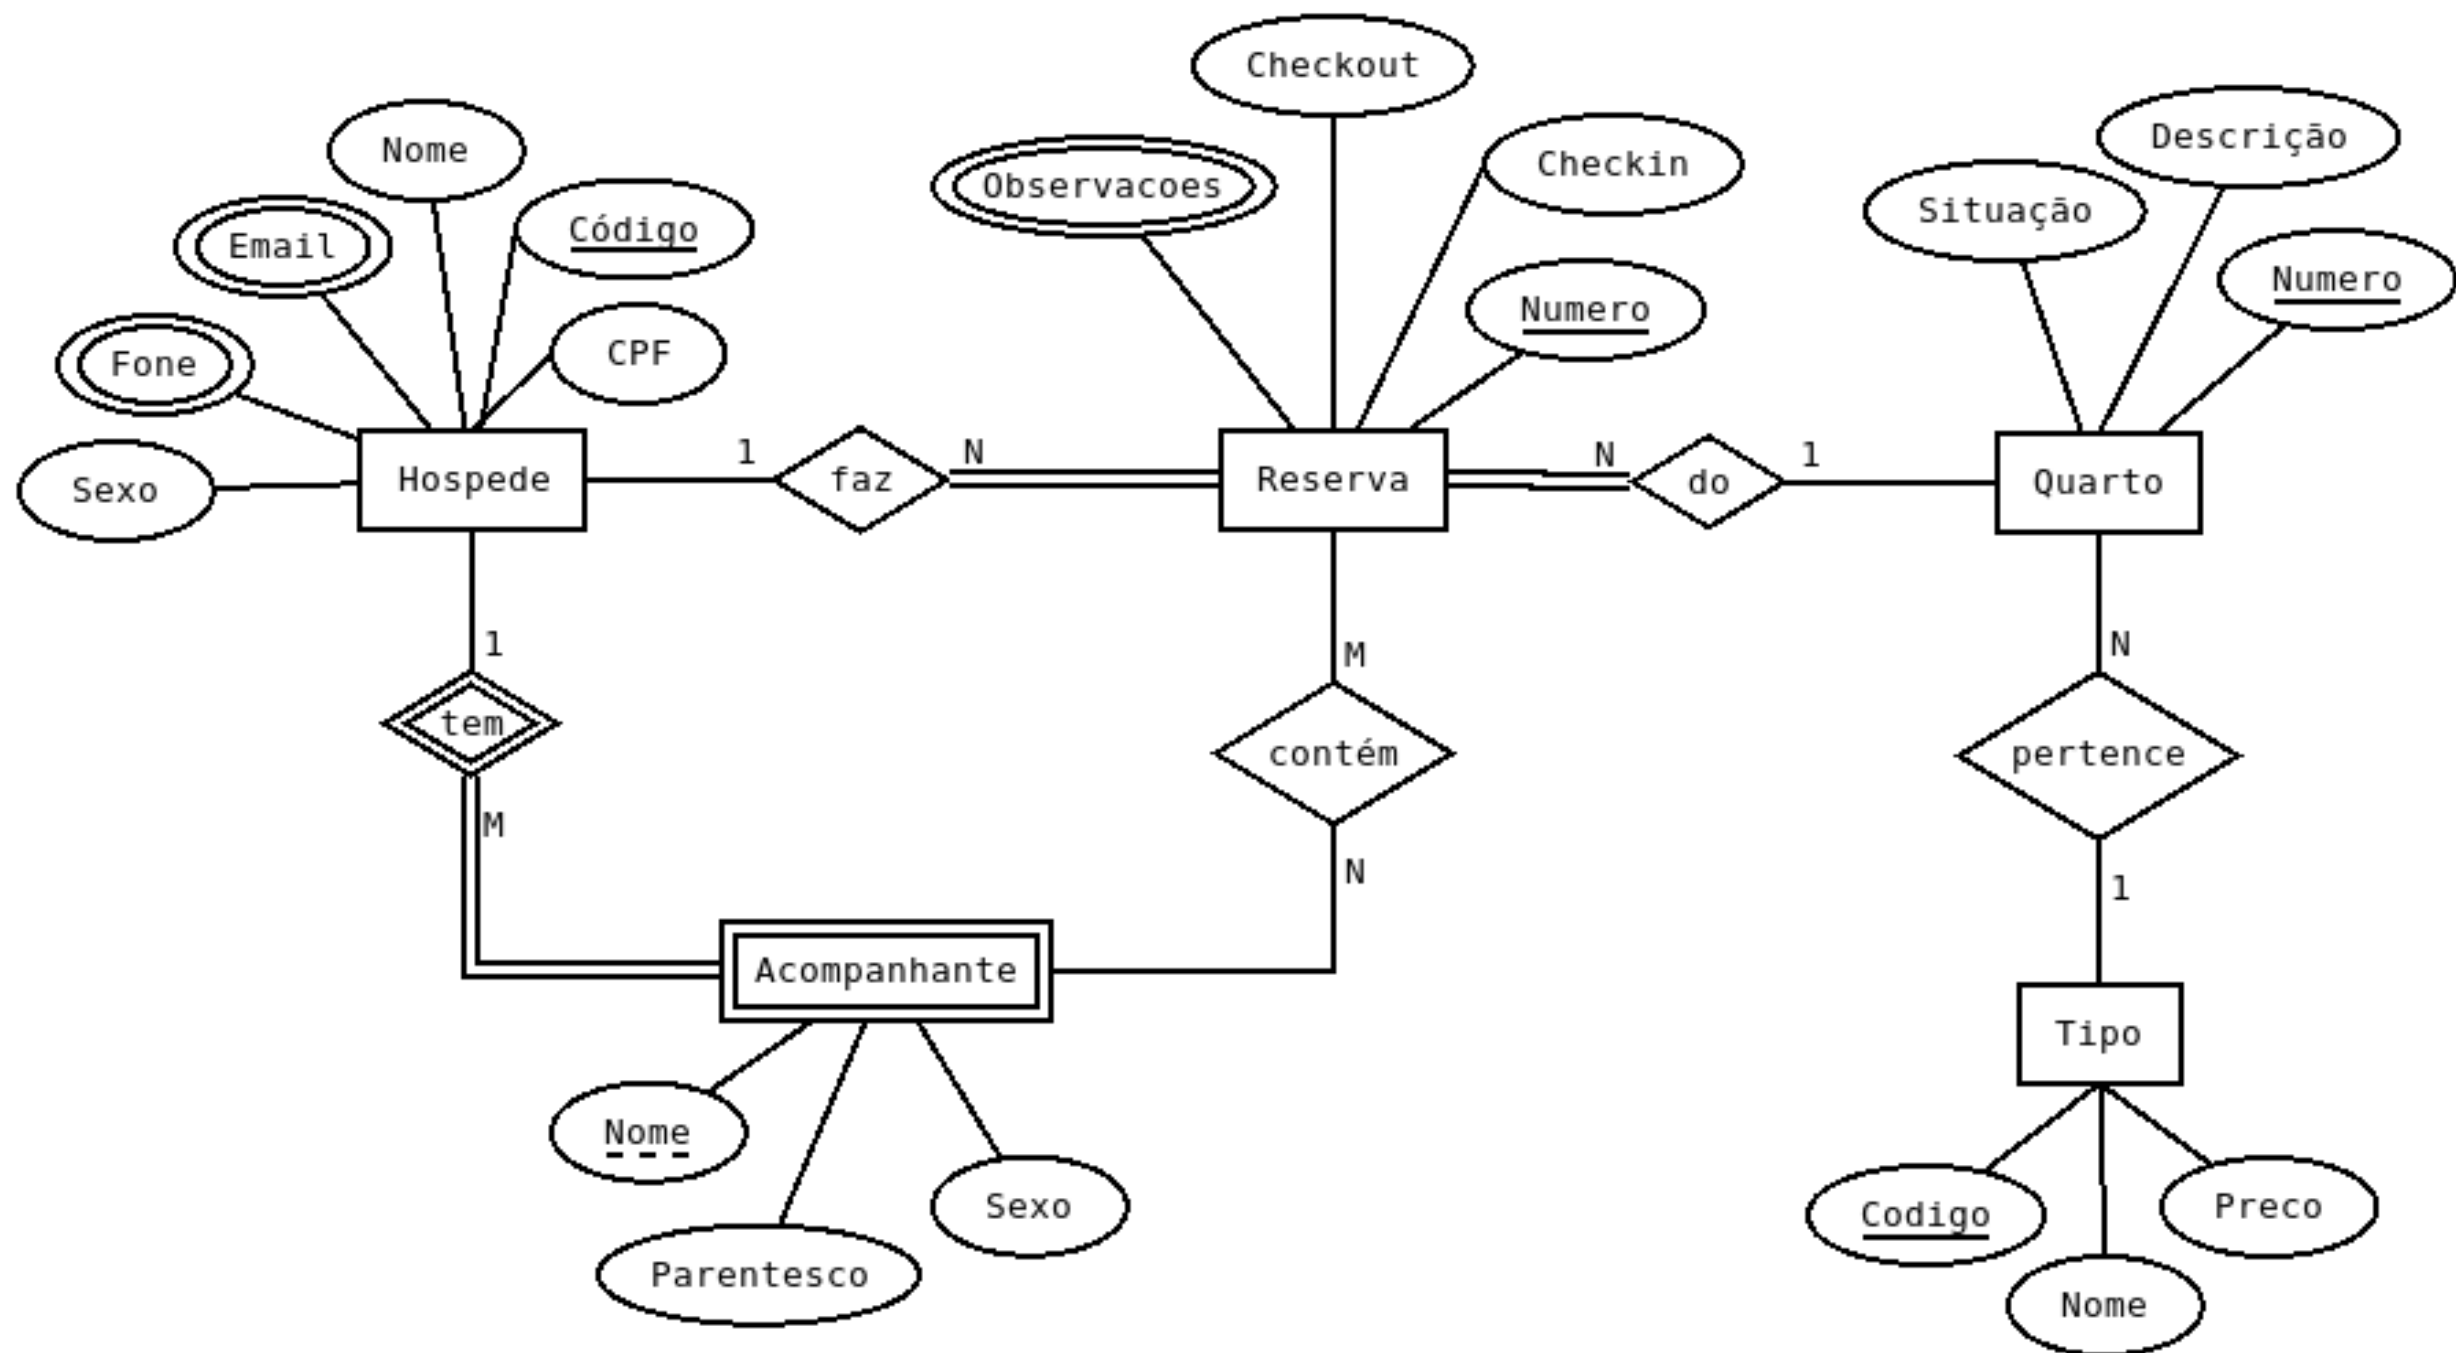 Checkout
Nome
Descrição
Checkin
Observacoes
Situação
Código
Email
Numero
Numero
CPF
Fone
1
N
N
1
Hospede
faz
Reserva
do
Quarto
Sexo
1
M
N
tem
contém
pertence
M
N
1
Acompanhante
Tipo
Nome
Sexo
Preco
Codigo
Parentesco
Nome